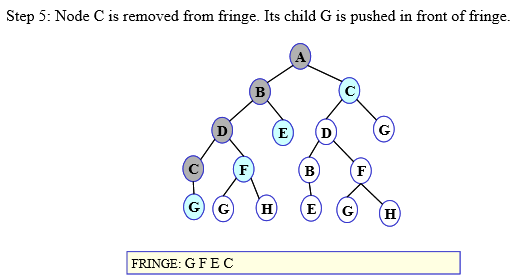 Step 5: Node C is removed from fringe. Its child G is pushed in front of fringe.
A
B C
D E D G
C F B F
G G H E G H
FRINGE: G F E C